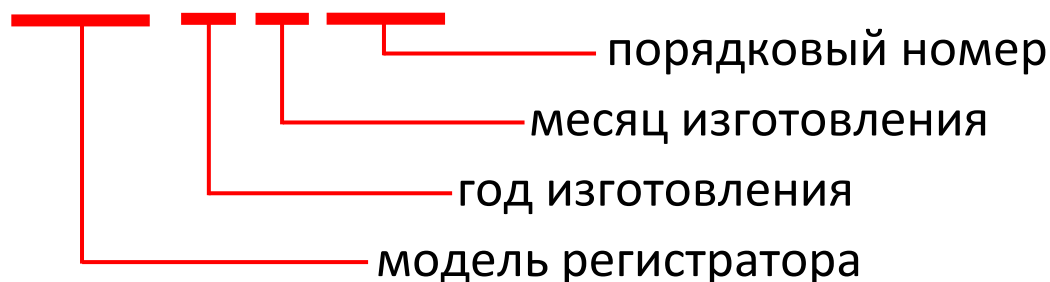 порядковый номер
месяц изготовления
год изготовления
модель регистратора